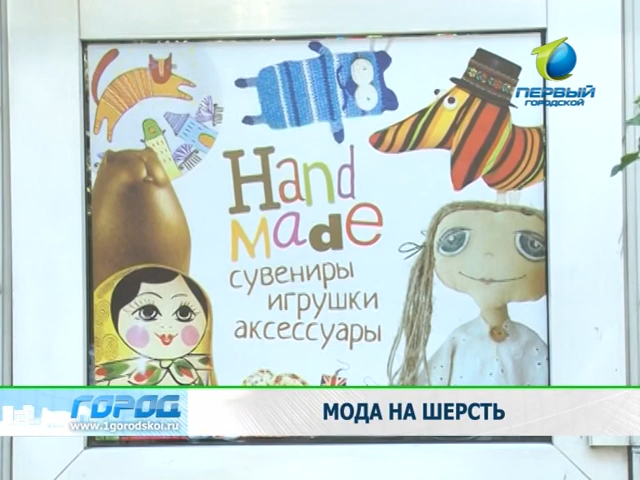 ПЕРВЫЙ
ГОРОДСКОЙ
Hand
made
сувениры
игрушки
аксессуары
ГОРОД
www.1gorodskoi.ru
МОДА НА ШЕРСТЬ